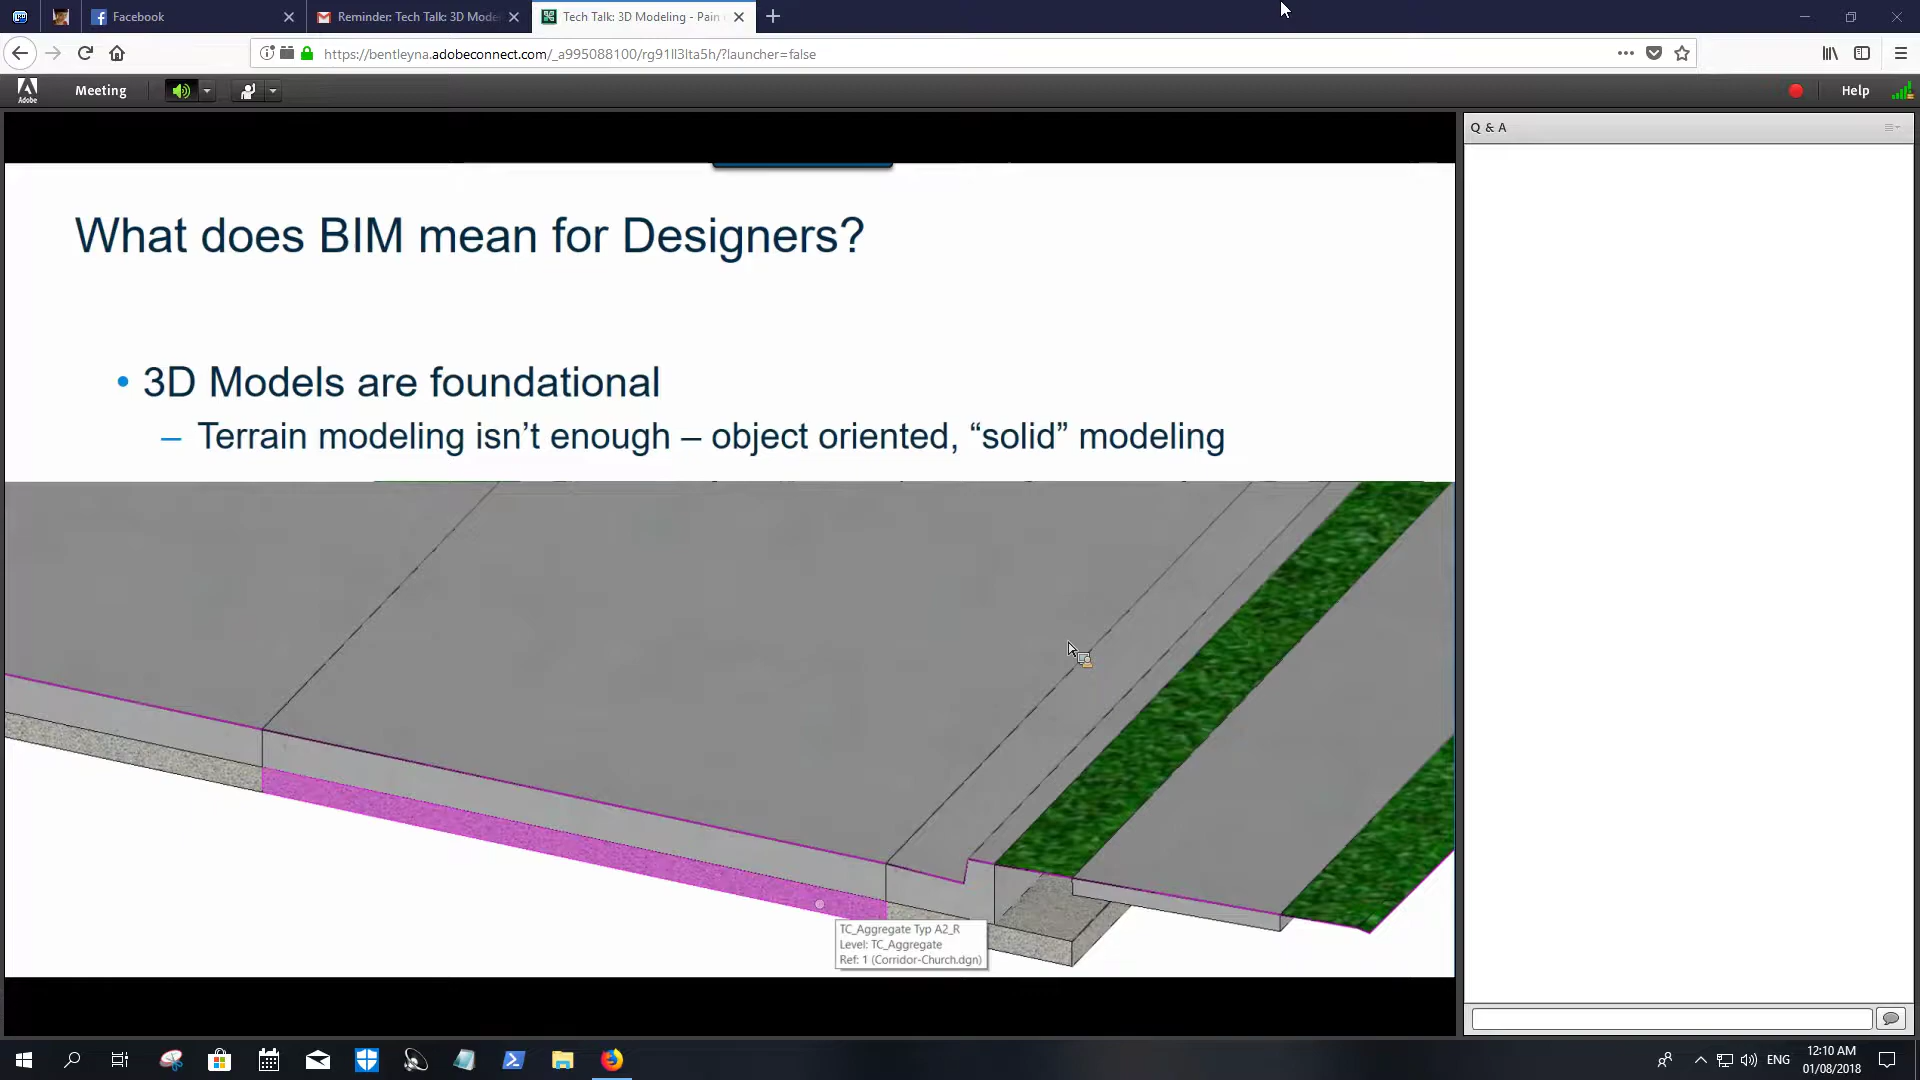 Facebook
Reminder: Tech Talk: 3D Mode
Tech Talk: 3D Modeling - Pain
https://bentleyna.adobeconnect.com/_a995088100/rg91ll3lta5h/?launcher=false
Adobe
Meeting
Help
Q & A
What does BIM mean for Designers?
• 3D Models are foundational
– Terrain modeling isn't enough – object oriented, “solid” modeling
TC_Aggregate Typ A2_R
Level: TC_Aggregate
Ref: 1 (Corridor-Church.dgn)
ENG
12:10 AM
01/08/2018